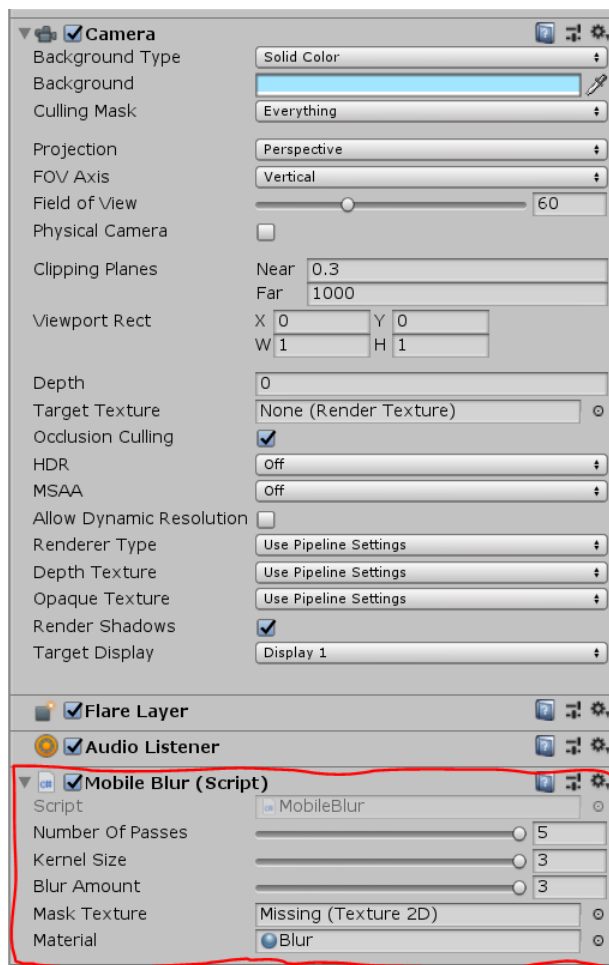 Camera
Background Type Solid Color
Background
Culling Mask Everything
Projection Perspective
FOV Axis Vertical
Field of View 60
Physical Camera
Clipping Planes Near 0.3
Far 1000
Viewport Rect X 0 Y 0
W 1 H 1
Depth 0
Target Texture None (Render Texture)
Occlusion Culling
HDR Off
MSAA Off
Allow Dynamic Resolution
Renderer Type Use Pipeline Settings
Depth Texture Use Pipeline Settings
Opaque Texture Use Pipeline Settings
Render Shadows
Target Display Display 1
Flare Layer
Audio Listener
c# Mobile Blur (Script)
Script MobileBlur
Number Of Passes 5
Kernel Size 3
Blur Amount 3
Mask Texture Missing (Texture 2D)
Material Blur